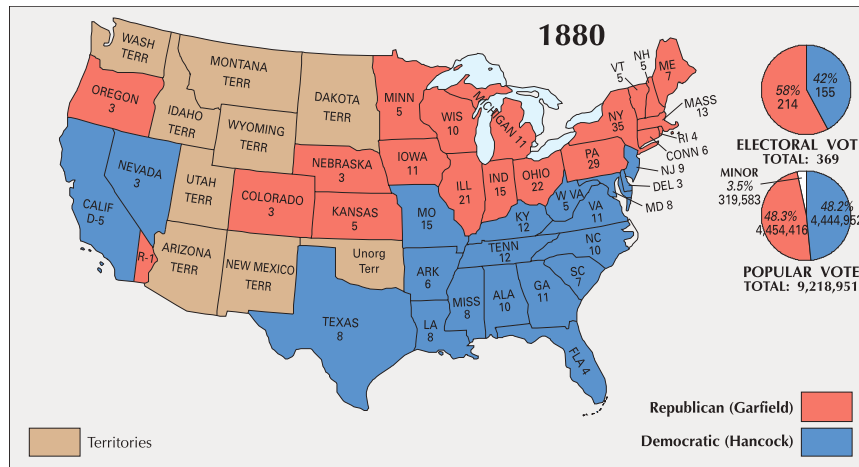 1880
WASH
TERR
MONTANA
TERR
DAKOTA
TERR
MINN
5
VT
5
NH
5
ME
7
OREGON
3
IDAHO
TERR
WYOMING
TERR
WIS
10
MICHIGAN 11
NY
35
MASS
13
RI 4
CONN 6
NJ 9
DEL 3
MD 8
NEVADA
3
UTAH
TERR
COLORADO
3
NEBRASKA
3
KANSAS
5
IOWA
11
ILL
21
IND
15
OHIO
22
PA
29
W VA
5
VA
11
CALIF
D-5
R-1
ARIZONA
TERR
NEW MEXICO
TERR
Unorg
Terr
MO
15
KY
12
TENN
12
NC
10
SC
7
ARK
6
MISS
8
ALA
10
GA
11
TEXAS
8
LA
8
FLA 4
58%
214
42%
155
ELECTORAL VOT
TOTAL: 369
MINOR
3.5%
319,583
48.3%
4,454,416
48.2%
4,444,952
POPULAR VOTE
TOTAL: 9,218,951
Republican (Garfield)
Democratic (Hancock)
Territories